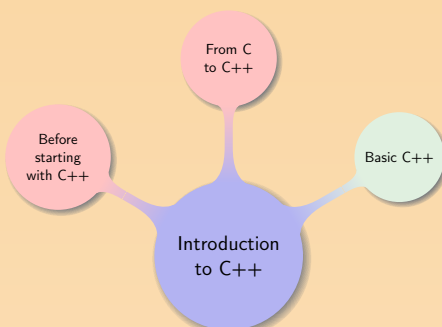 From C
to C++
Before
starting
with C++
Basic C++
Introduction
to C++